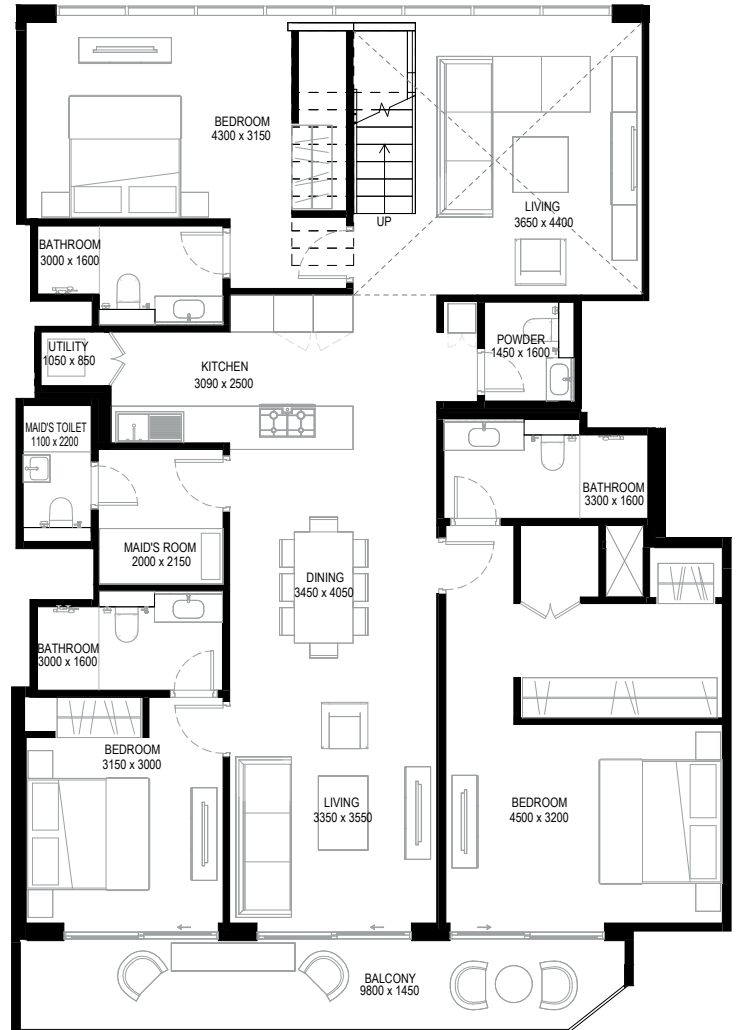 BEDROOM
4300 x 3150
LIVING
3650 x 4400
UP
BATHROOM
3000 x 1600
UTILITY
1050 x 850
KITCHEN
3090 x 2500
POWDER
1450 x 1600
MAID'S TOILET
1100 x 2200
BATHROOM
3300 x 1600
MAID'S ROOM
2000 x 2150
DINING
3450 x 4050
BATHROOM
3000 x 1600
BEDROOM
3150 x 3000
LIVING
3350 x 3550
BEDROOM
4500 x 3200
BALCONY
9800 x 1450